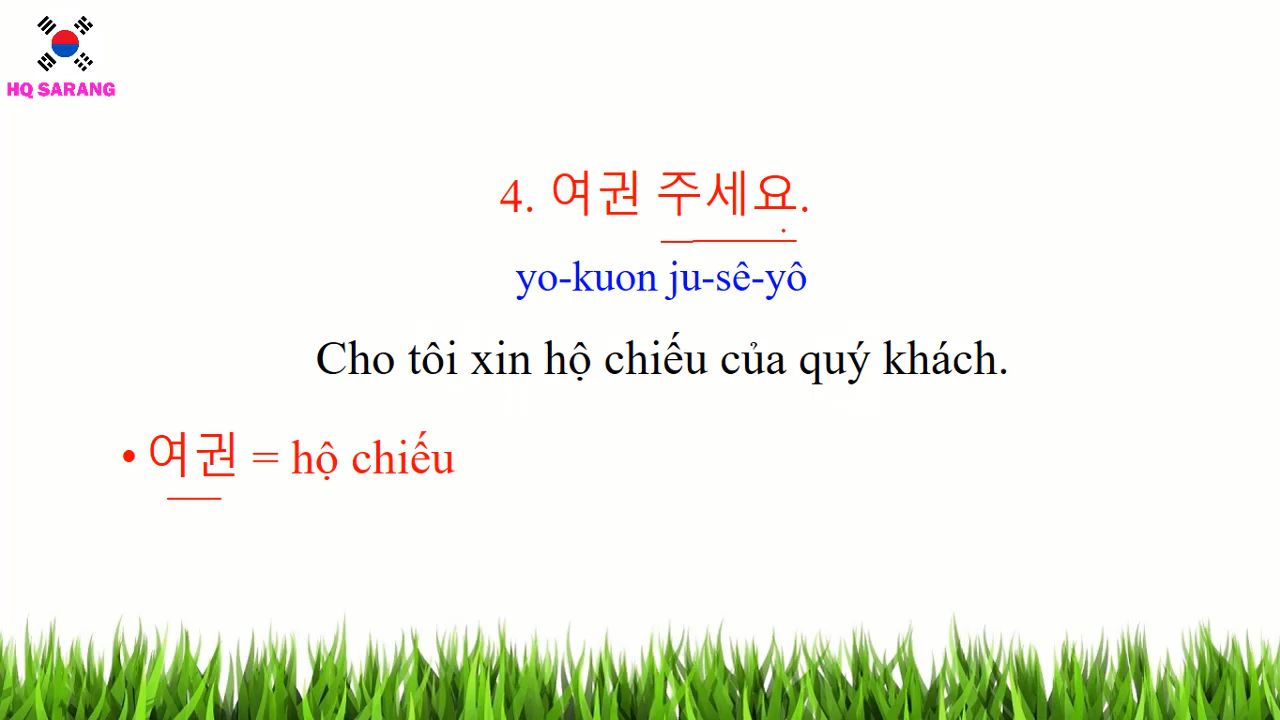 HQ SARANG
4. 여권 주세요.
yo-kuon ju-sê-yô
Cho tôi xin hộ chiếu của quý khách.
• 여권 = hộ chiếu